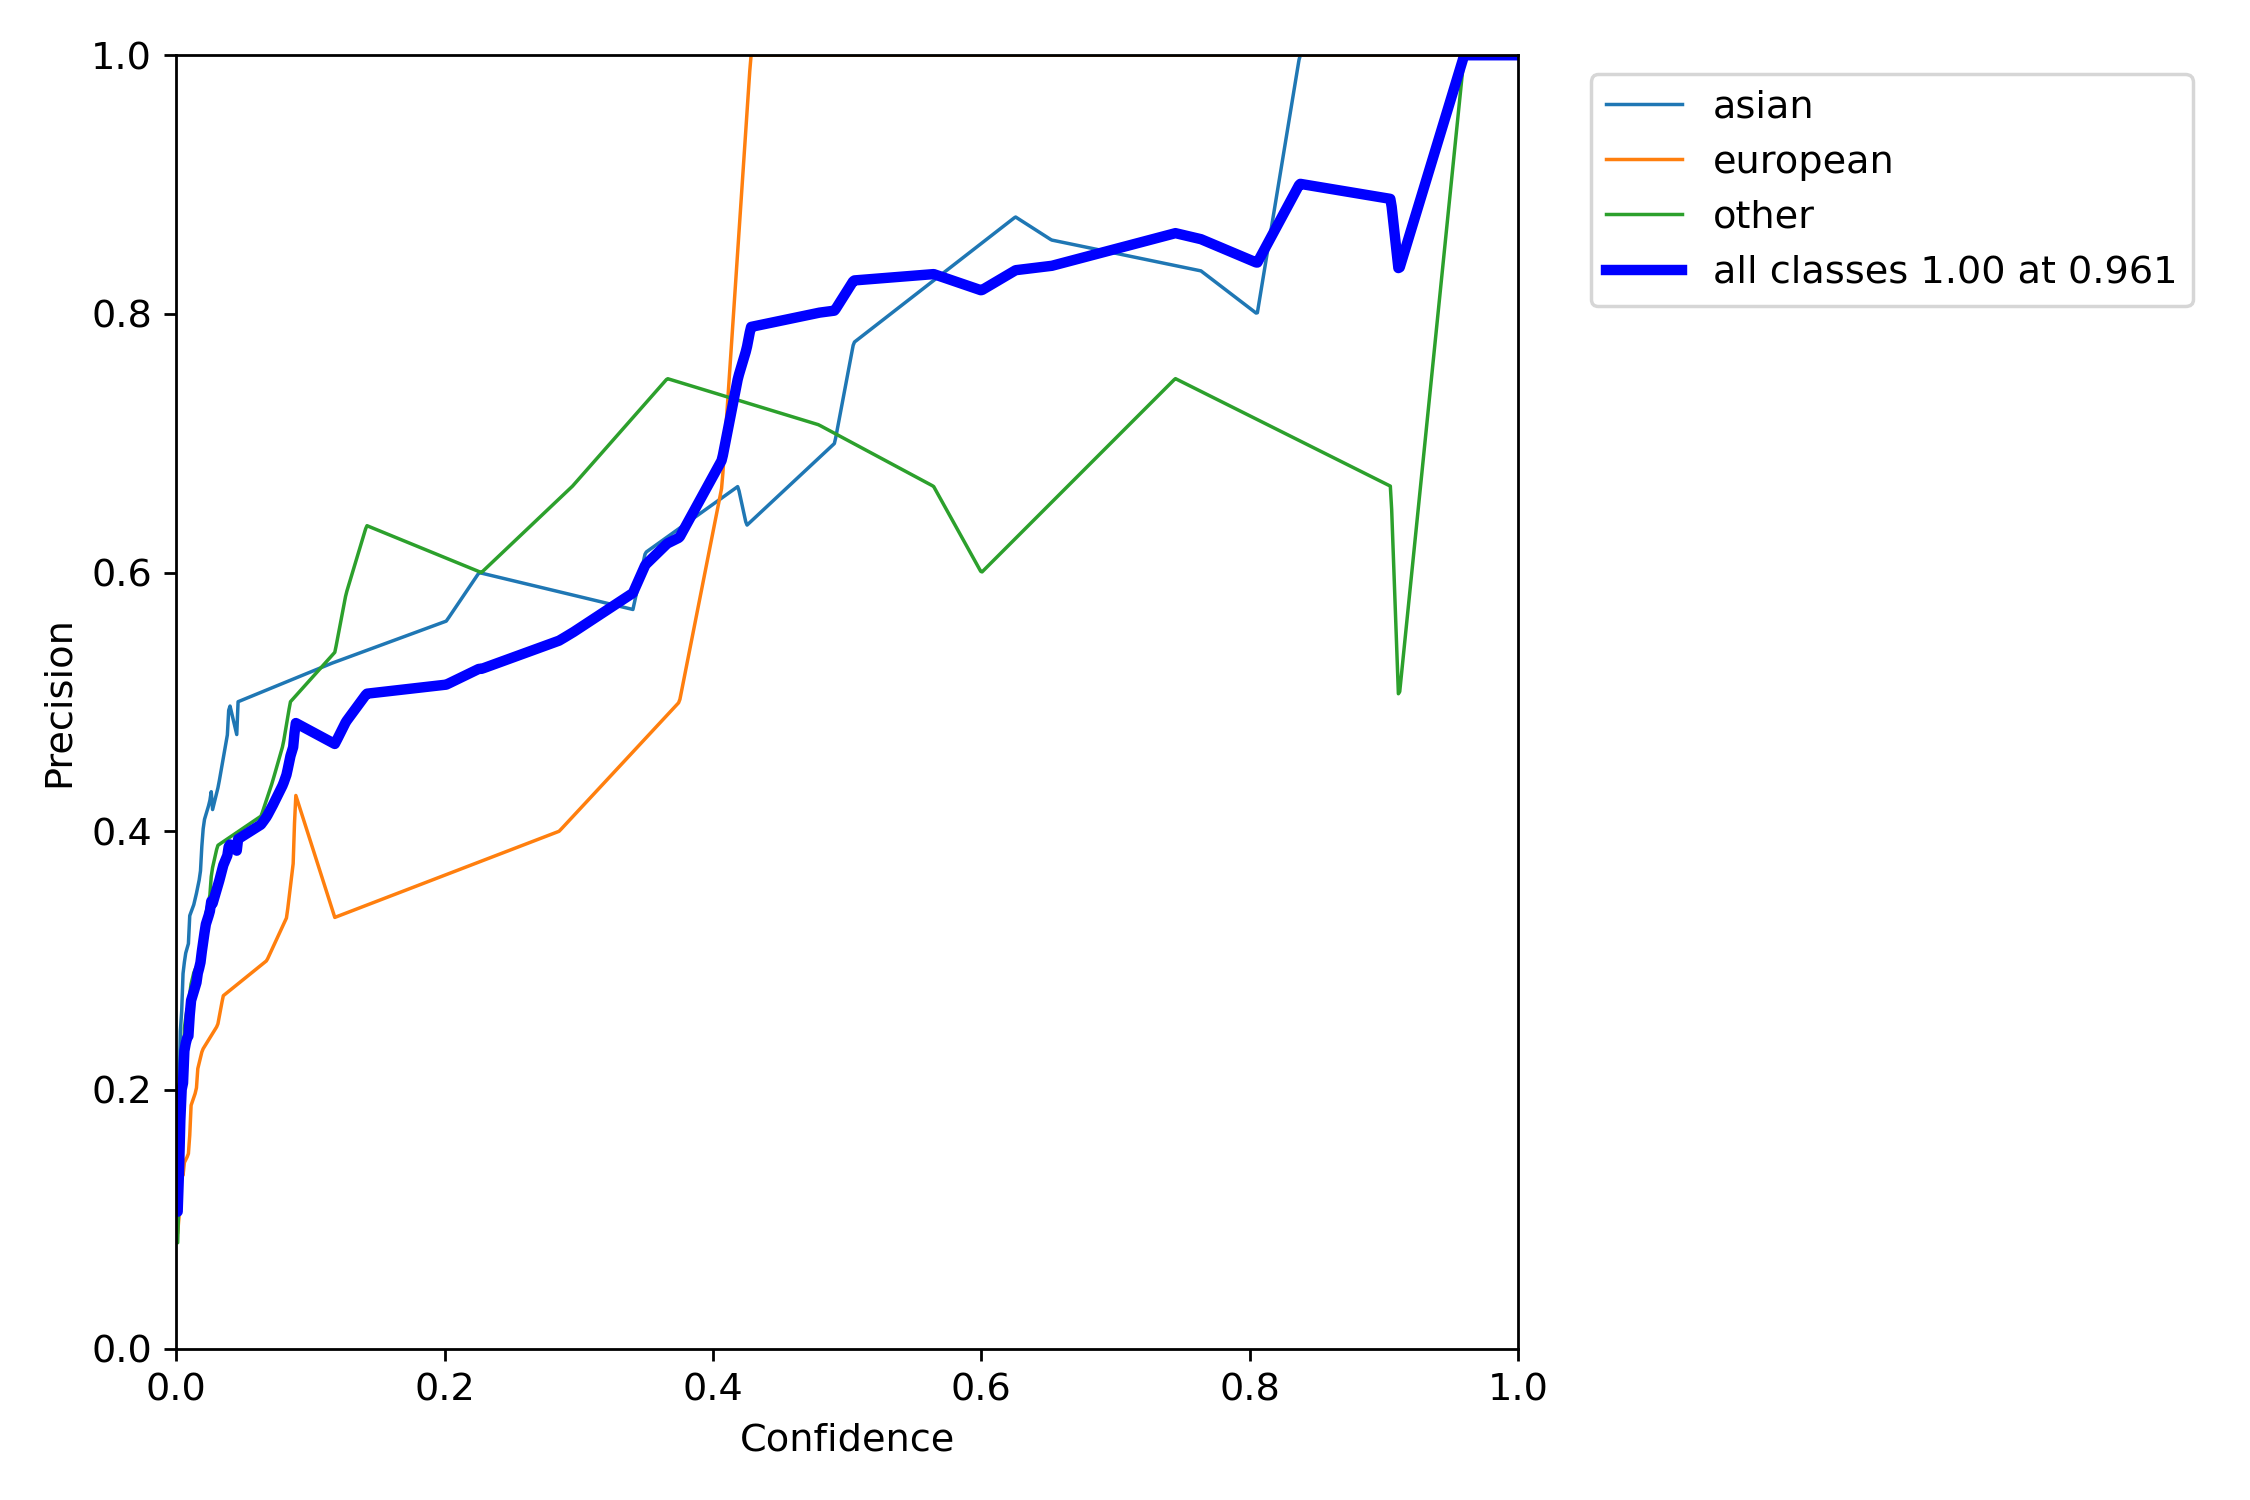 1.0
0.8
0.6
0.4
0.2
0.0
0.0 0.2 0.4 0.6 0.8 1.0
Precision
Confidence
asian
european
other
all classes 1.00 at 0.961